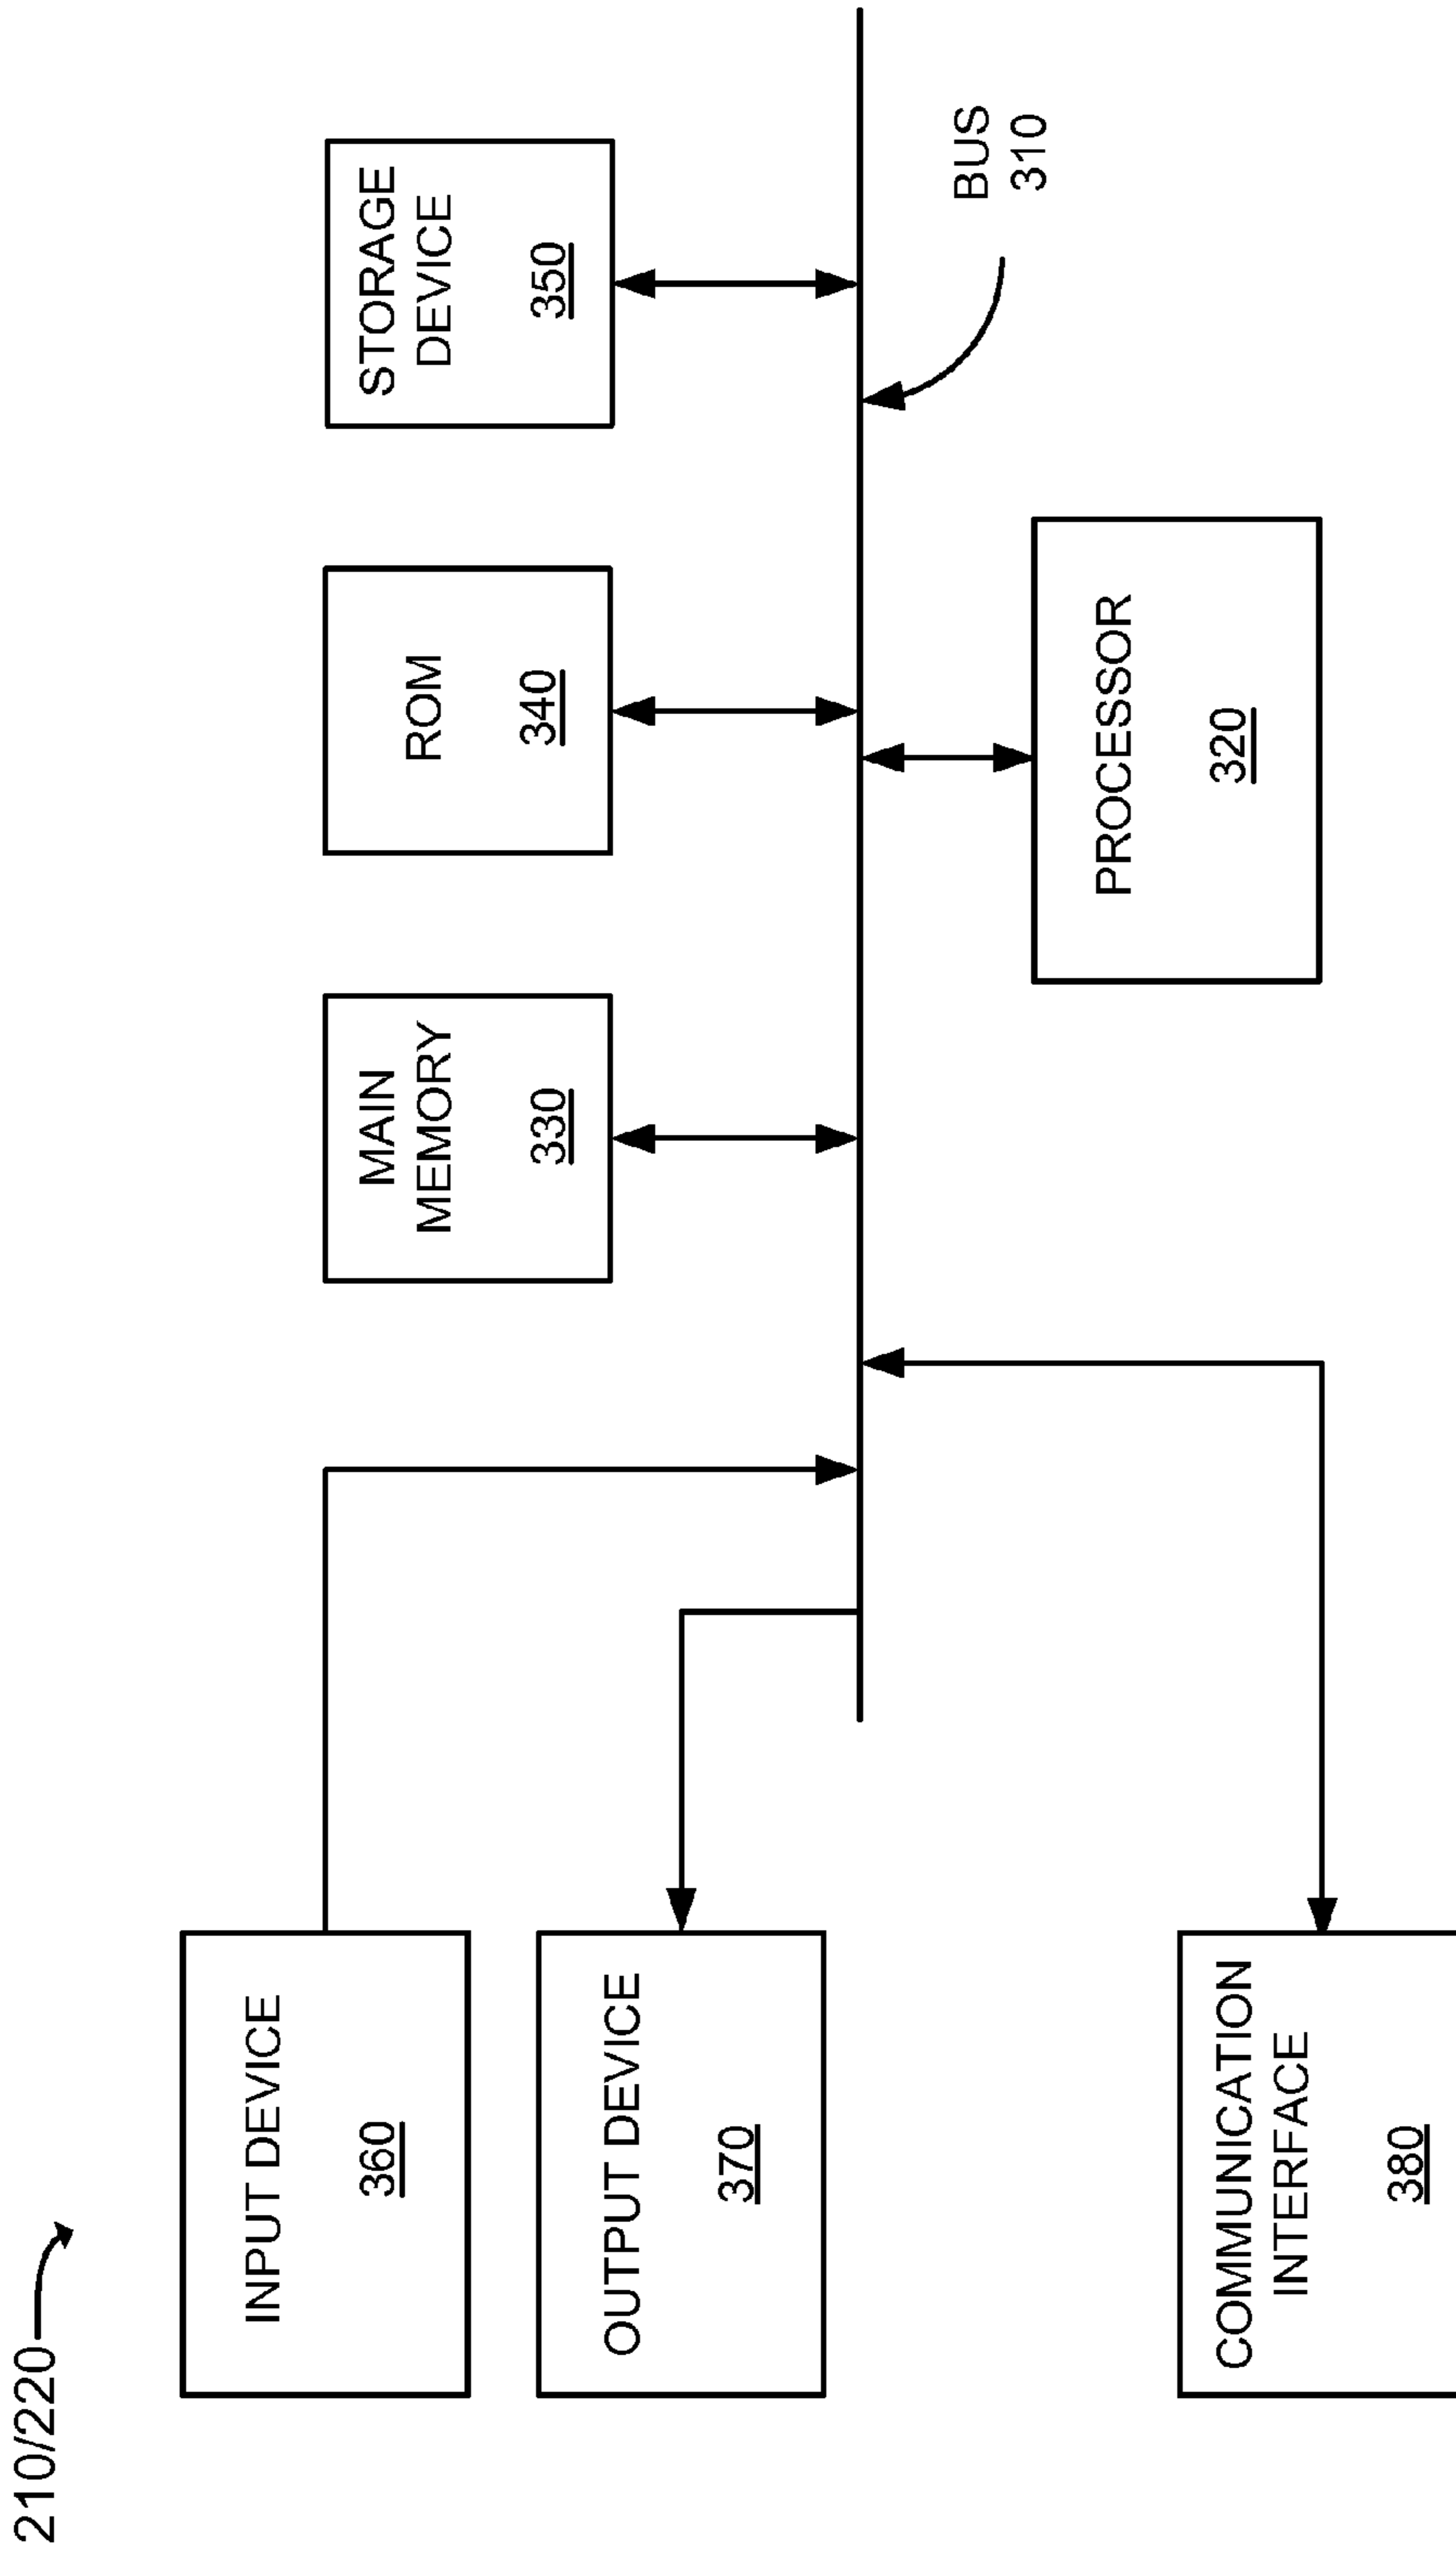 210/220
INPUT DEVICE
360
OUTPUT DEVICE
370
COMMUNICATION
INTERFACE
380
MAIN
MEMORY
330
ROM
340
STORAGE
DEVICE
350
PROCESSOR
320
BUS
310